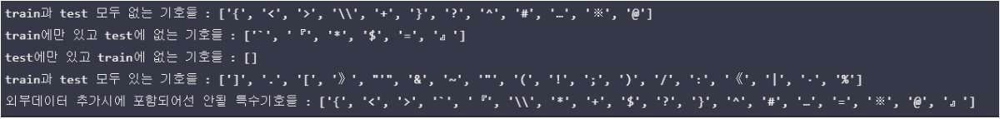 train과 test 모두 없는 기호들 : ['{', '<', '>', '\\', '+', '}', '?', '^', '#', '…', '※', '@']
train에만 있고 test에 없는 기호들 : ['`', '『', '*', '$', '=', '』']
test에만 있고 train에 없는 기호들 : []
train과 test 모두 있는 기호들 : [']', '.', '[', '》', "'", '&', '~', '"', '(', '!', ';', ')', '/', ':', '《', '|', '·', '%']
외부데이터 추가시에 포함되어선 안될 특수기호들 : ['{', '<', '>', '`', '『', '\\', '*', '+', '$', '?', '}', '^', '#', '…', '=', '※', '@', '』']